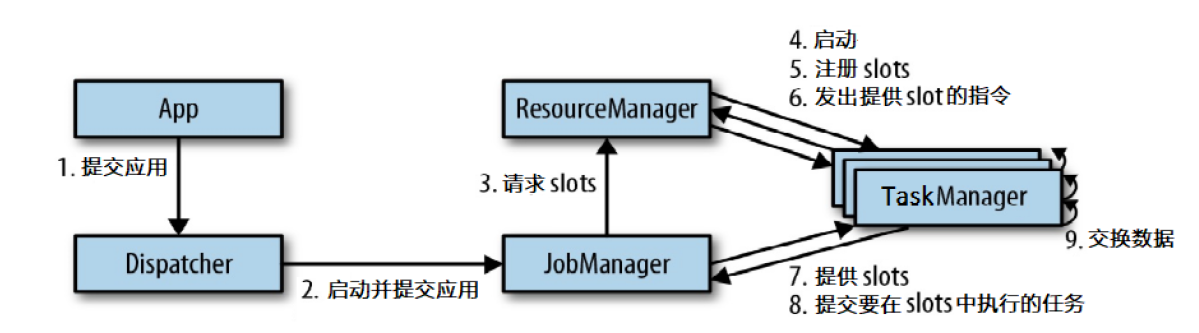 4. 启动
5. 注册 slots
6. 发出提供 slot 的指令
App
ResourceManager
1. 提交应用
3. 请求 slots
TaskManager
9. 交换数据
Dispatcher
2. 启动并提交应用
JobManager
7. 提供 slots
8. 提交要在 slots 中执行的任务